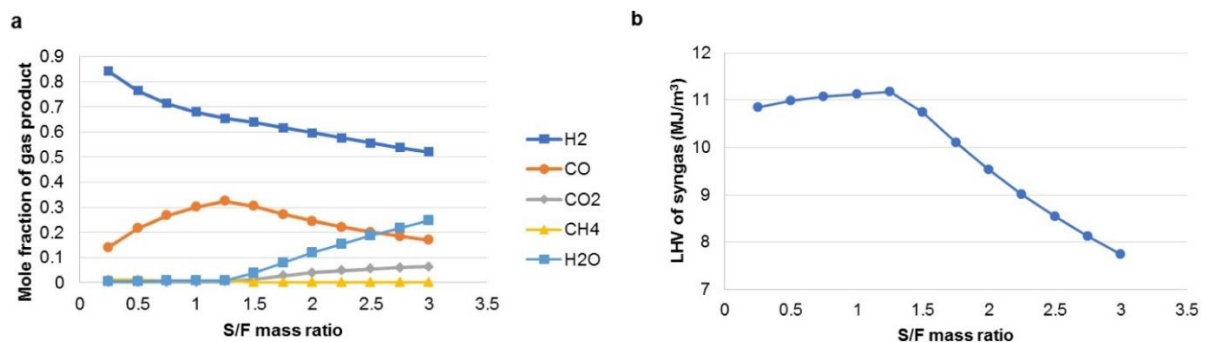 a
Mole fraction of gas product
0.9
0.8
0.7
0.6
0.5
0.4
0.3
0.2
0.1
0
0 0.5 1 1.5 2 2.5 3 3.5
S/F mass ratio
H2
CO
CO2
CH4
H2O
b
LHV of syngas (MJ/m³)
12
11
10
9
8
7
0 0.5 1 1.5 2 2.5 3 3.5
S/F mass ratio